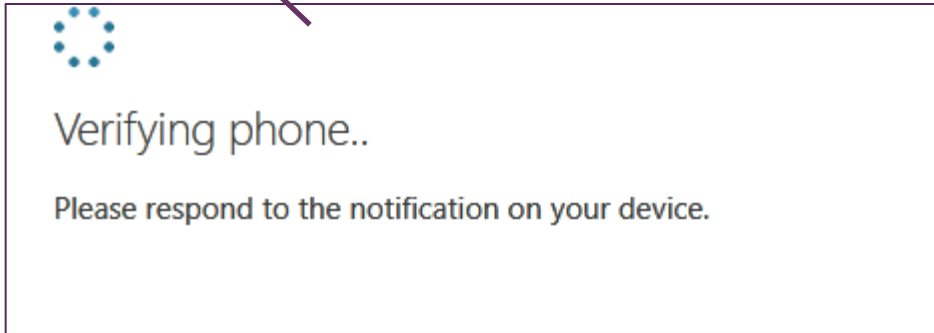 Verifying phone..
Please respond to the notification on your device.